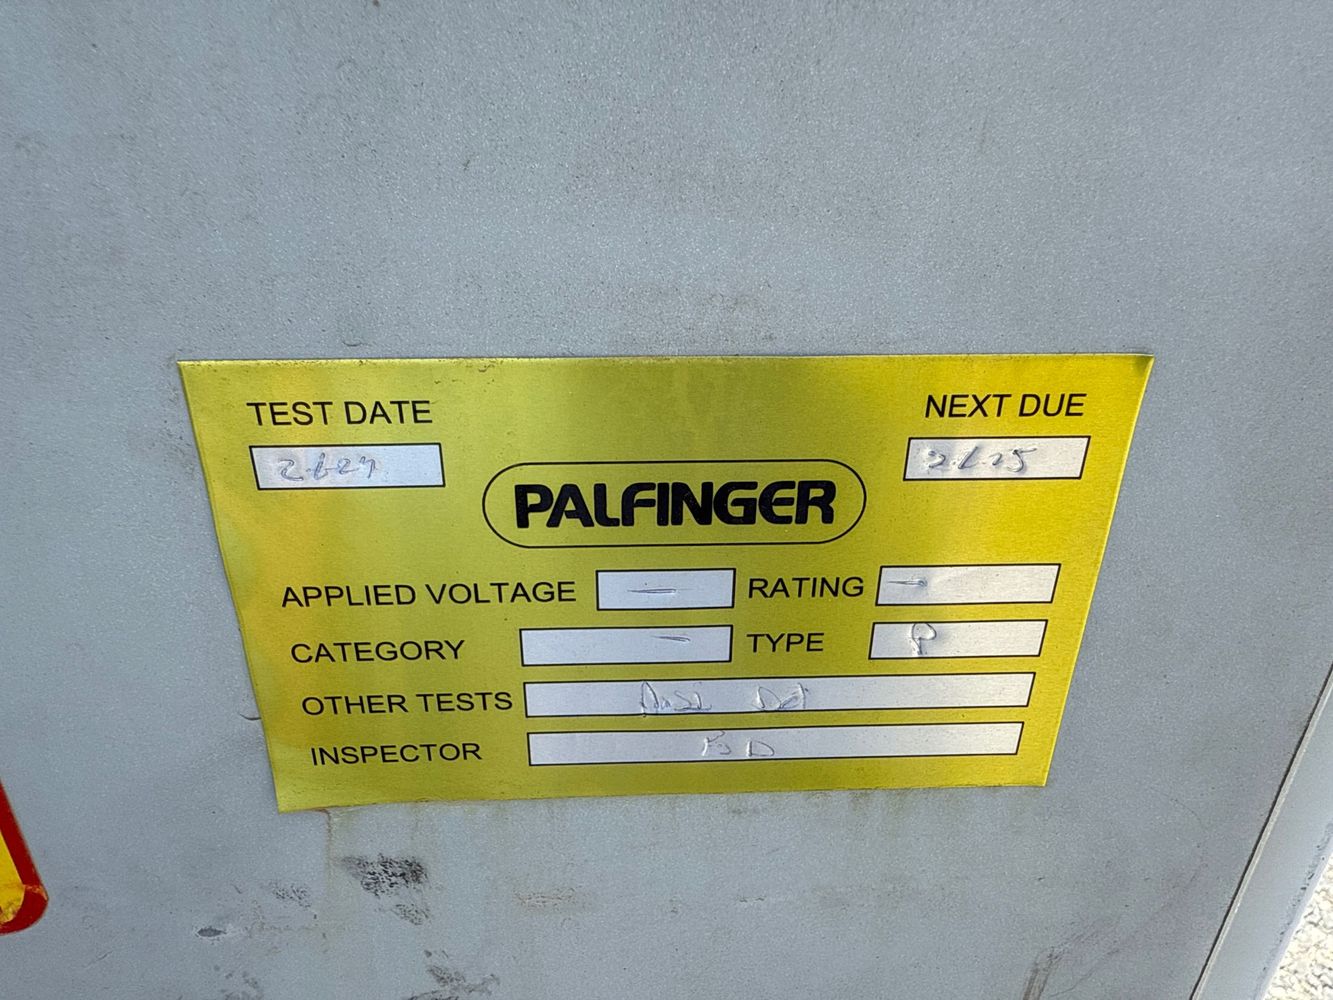 TEST DATE NEXT DUE
PALFINGER
APPLIED VOLTAGE - RATING -
CATEGORY - TYPE P
OTHER TESTS
INSPECTOR